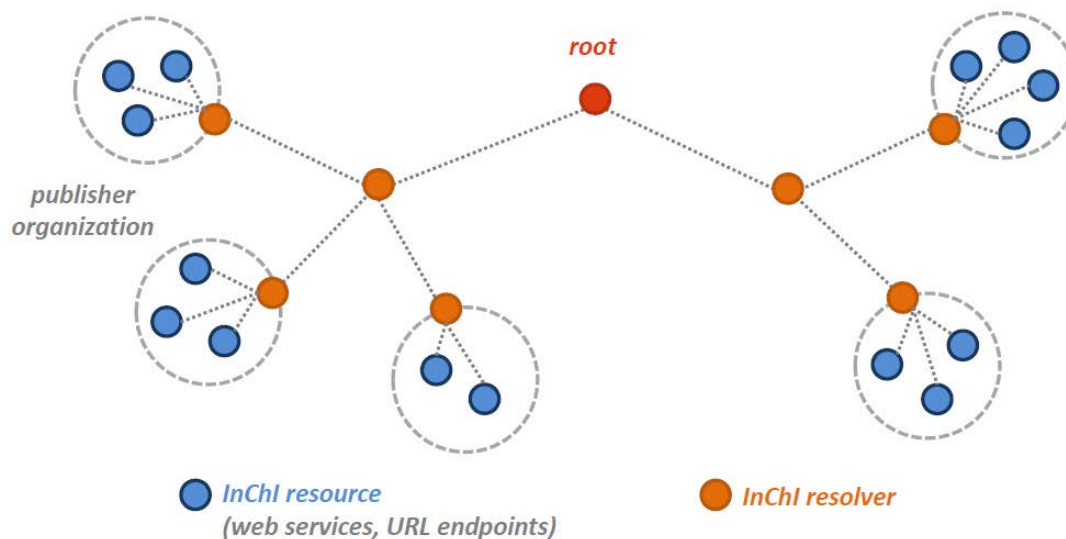 root
publisher
organization
InChI resource
(web services, URL endpoints)
InChI resolver